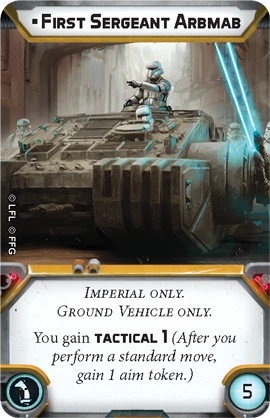 ▪ First Sergeant Arbmab
© LFL © FFG
Imperial only.
Ground Vehicle only.
You gain TACTICAL 1 (After you
perform a standard move,
gain 1 aim token.)
5